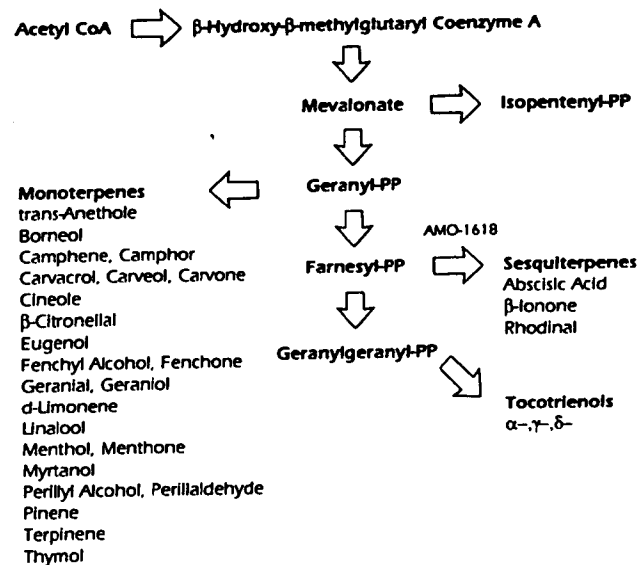 Acetyl CoA β-Hydroxy-β-methylglutaryl Coenzyme A
Mevalonate Isopentenyl-PP
Geranyl-PP
Monoterpenes
trans-Anethole
Borneol
Camphene, Camphor
Carvacrol, Carveol, Carvone
Cineole
β-Citronellal
Eugenol
Fenchyl Alcohol, Fenchone
Geranial, Geraniol
d-Limonene
Linalool
Menthol, Menthone
Myrtanol
Perillyl Alcohol, Perillaldehyde
Pinene
Terpinene
Thymol
AMO-1618
Farnesyl-PP
Sesquiterpenes
Abscisic Acid
β-Ionone
Rhodinal
Geranylgeranyl-PP
Tocotrienols
α-,γ-,δ-